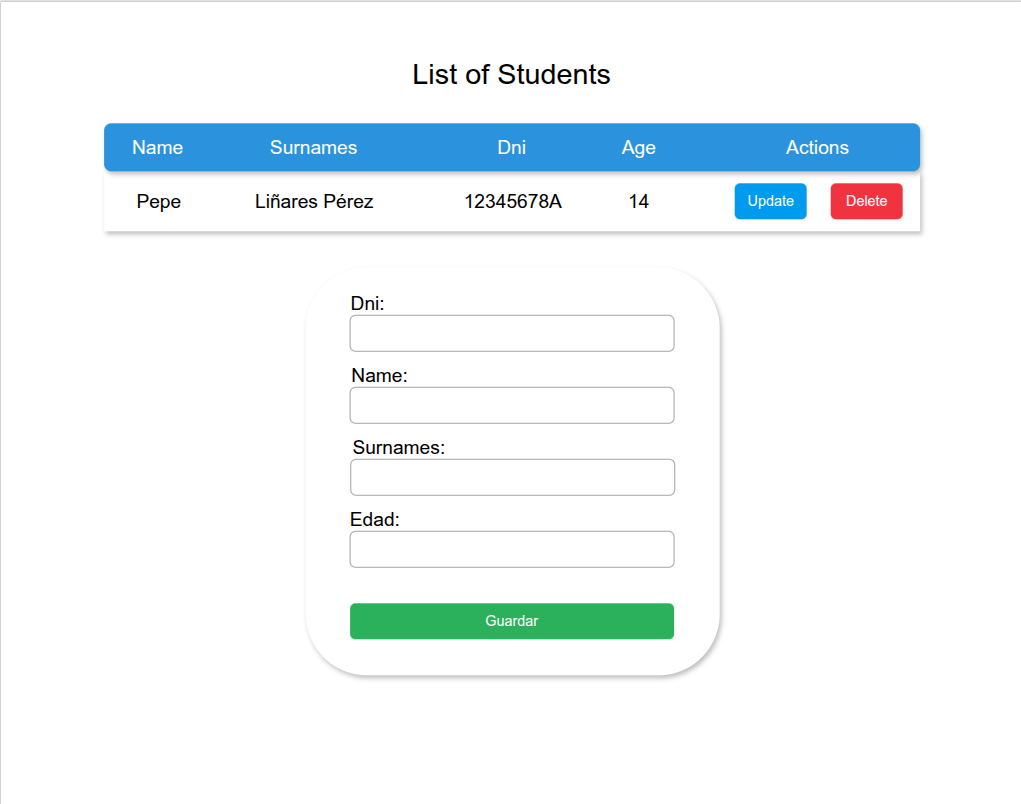 List of Students
Name Surnames Dni Age Actions
Pepe Liñares Pérez 12345678A 14 Update Delete
Dni:
Name:
Surnames:
Edad:
Guardar